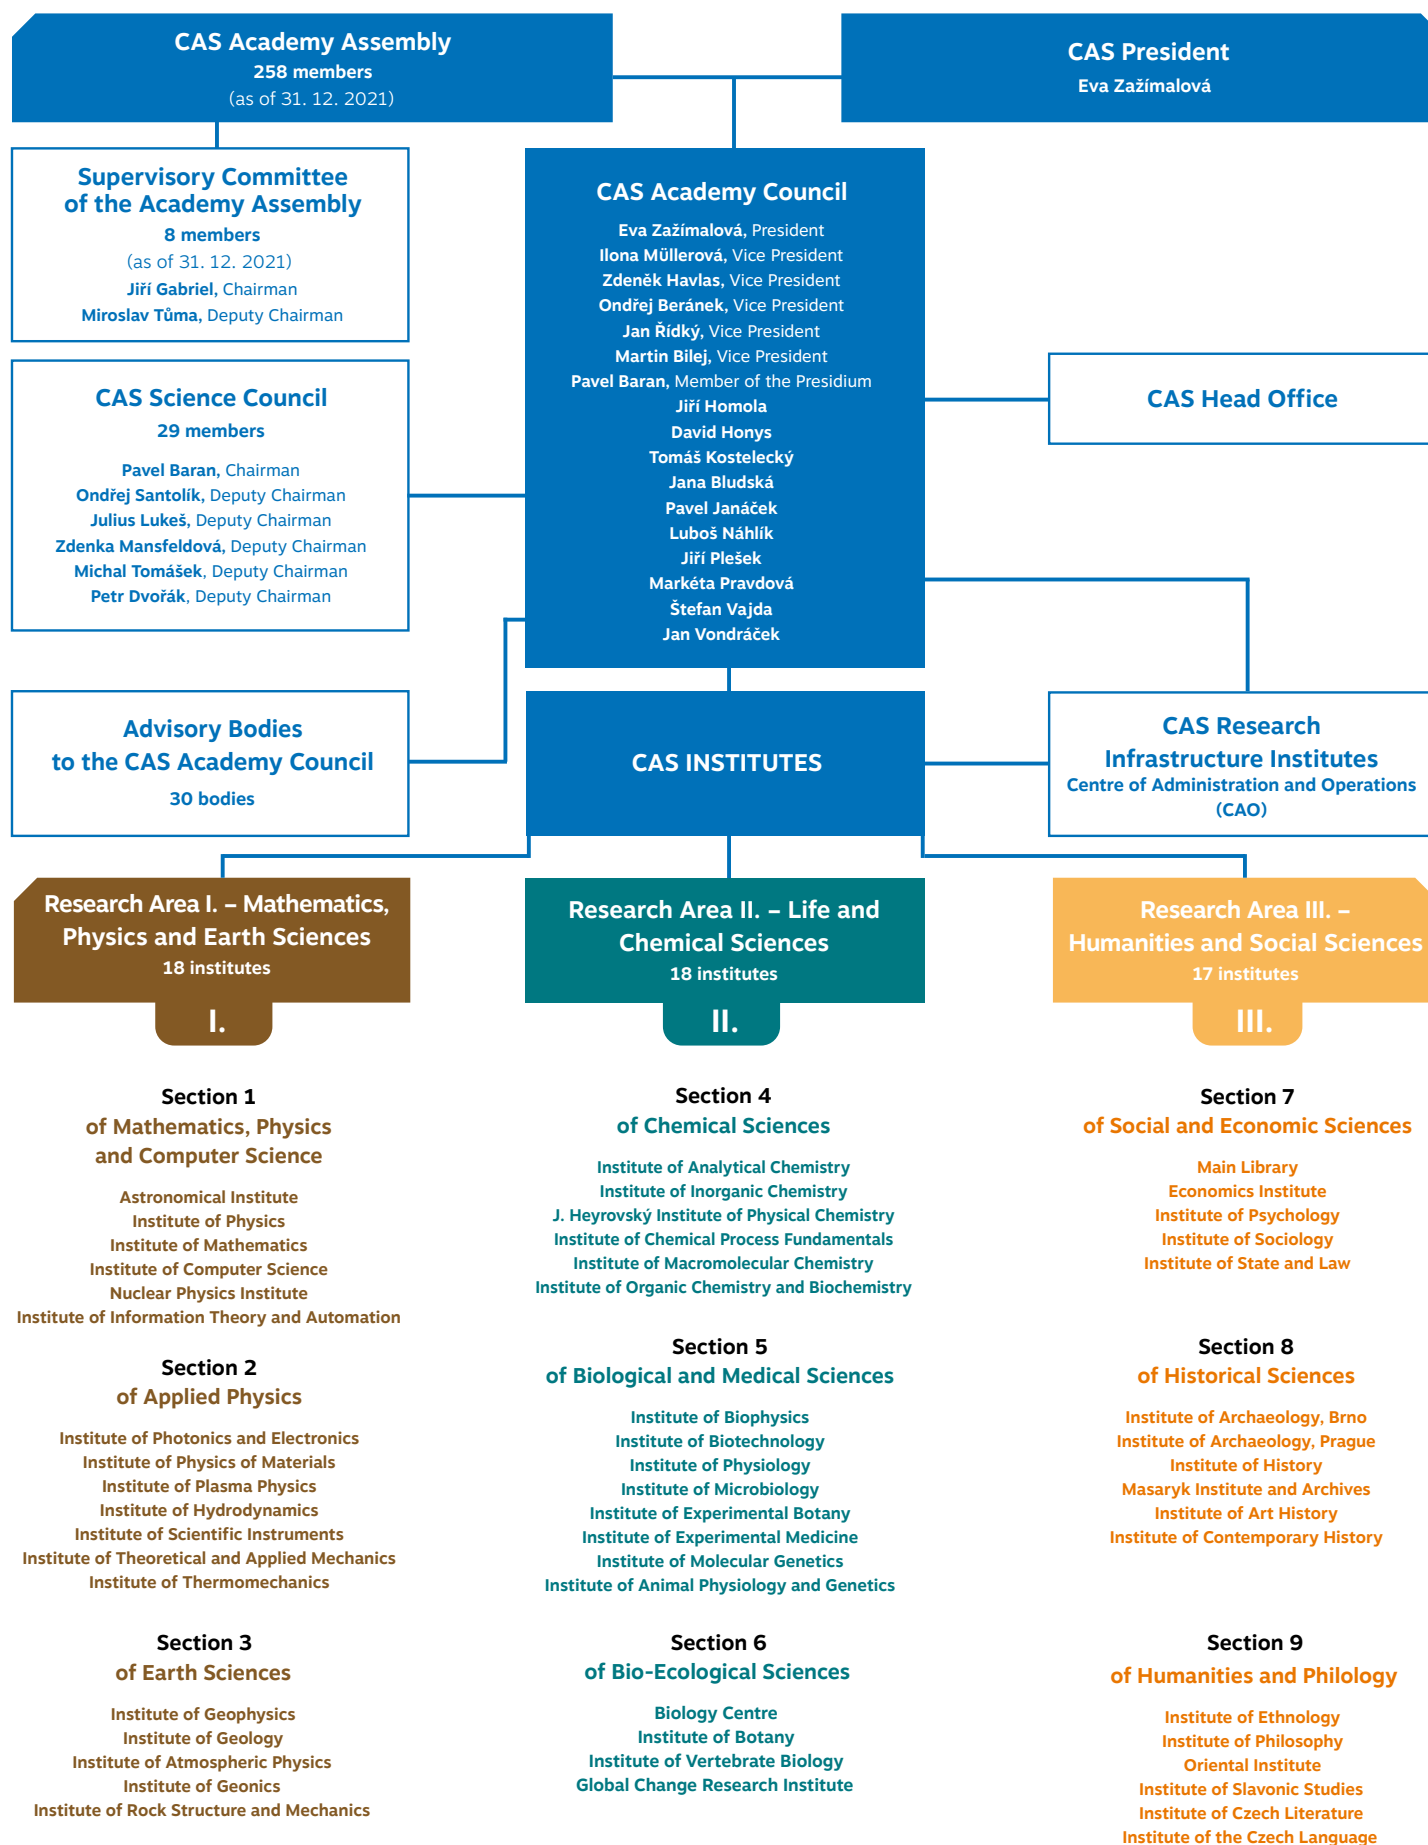 CAS Academy Assembly
258 members
(as of 31. 12. 2021)
CAS President
Eva Zažímalová
Supervisory Committee
of the Academy Assembly
8 members
(as of 31. 12. 2021)
Jiří Gabriel, Chairman
Miroslav Tůma, Deputy Chairman
CAS Science Council
29 members
Pavel Baran, Chairman
Ondřej Santolík, Deputy Chairman
Julius Lukeš, Deputy Chairman
Zdenka Mansfeldová, Deputy Chairman
Michal Tomášek, Deputy Chairman
Petr Dvořák, Deputy Chairman
Advisory Bodies
to the CAS Academy Council
30 bodies
CAS Academy Council
Eva Zažímalová, President
Ilona Müllerová, Vice President
Zdeněk Havlas, Vice President
Ondřej Beránek, Vice President
Jan Řídký, Vice President
Martin Bilej, Vice President
Pavel Baran, Member of the Presidium
Jiří Homola
David Honys
Tomáš Kostelecký
Jana Bludská
Pavel Janáček
Luboš Náhlík
Jiří Plešek
Markéta Pravdová
Štefan Vajda
Jan Vondráček
CAS Head Office
CAS INSTITUTES
CAS Research
Infrastructure Institutes
Centre of Administration and Operations
(CAO)
Research Area I. – Mathematics,
Physics and Earth Sciences
18 institutes
I.
Section 1
of Mathematics, Physics
and Computer Science
Astronomical Institute
Institute of Physics
Institute of Mathematics
Institute of Computer Science
Nuclear Physics Institute
Institute of Information Theory and Automation
Section 2
of Applied Physics
Institute of Photonics and Electronics
Institute of Physics of Materials
Institute of Plasma Physics
Institute of Hydrodynamics
Institute of Scientific Instruments
Institute of Theoretical and Applied Mechanics
Institute of Thermomechanics
Section 3
of Earth Sciences
Institute of Geophysics
Institute of Geology
Institute of Atmospheric Physics
Institute of Geonics
Institute of Rock Structure and Mechanics
Research Area II. – Life and
Chemical Sciences
18 institutes
II.
Section 4
of Chemical Sciences
Institute of Analytical Chemistry
Institute of Inorganic Chemistry
J. Heyrovský Institute of Physical Chemistry
Institute of Chemical Process Fundamentals
Institute of Macromolecular Chemistry
Institute of Organic Chemistry and Biochemistry
Section 5
of Biological and Medical Sciences
Institute of Biophysics
Institute of Biotechnology
Institute of Physiology
Institute of Microbiology
Institute of Experimental Botany
Institute of Experimental Medicine
Institute of Molecular Genetics
Institute of Animal Physiology and Genetics
Section 6
of Bio-Ecological Sciences
Biology Centre
Institute of Botany
Institute of Vertebrate Biology
Global Change Research Institute
Research Area III. –
Humanities and Social Sciences
17 institutes
III.
Section 7
of Social and Economic Sciences
Main Library
Economics Institute
Institute of Psychology
Institute of Sociology
Institute of State and Law
Section 8
of Historical Sciences
Institute of Archaeology, Brno
Institute of Archaeology, Prague
Institute of History
Masaryk Institute and Archives
Institute of Art History
Institute of Contemporary History
Section 9
of Humanities and Philology
Institute of Ethnology
Institute of Philosophy
Oriental Institute
Institute of Slavonic Studies
Institute of Czech Literature
Institute of the Czech Language